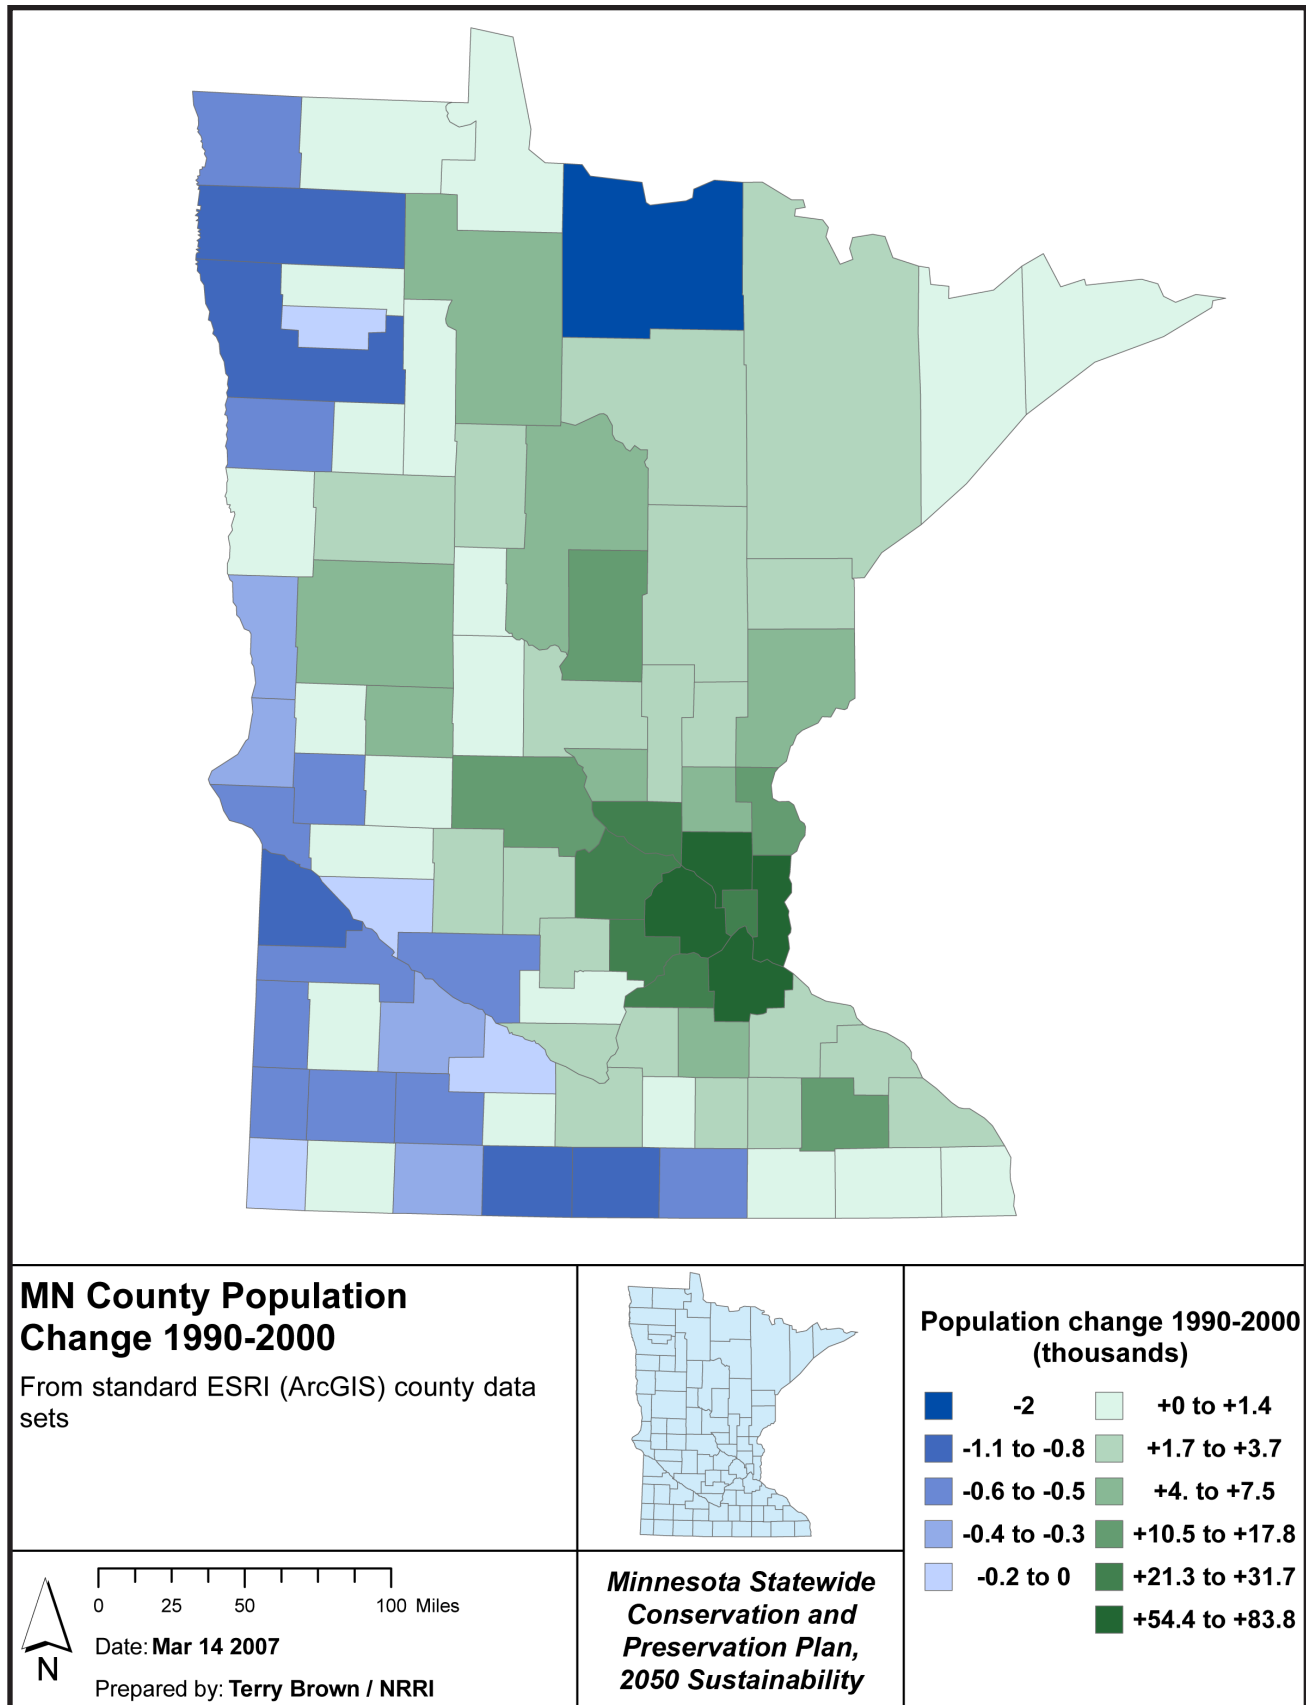 MN County Population
Change 1990-2000
From standard ESRI (ArcGIS) county data
sets
0 25 50 100 Miles
N
Date: Mar 14 2007
Prepared by: Terry Brown / NRRI
Minnesota Statewide
Conservation and
Preservation Plan,
2050 Sustainability
Population change 1990-2000
(thousands)
-2
-1.1 to -0.8
-0.6 to -0.5
-0.4 to -0.3
-0.2 to 0
+0 to +1.4
+1.7 to +3.7
+4. to +7.5
+10.5 to +17.8
+21.3 to +31.7
+54.4 to +83.8